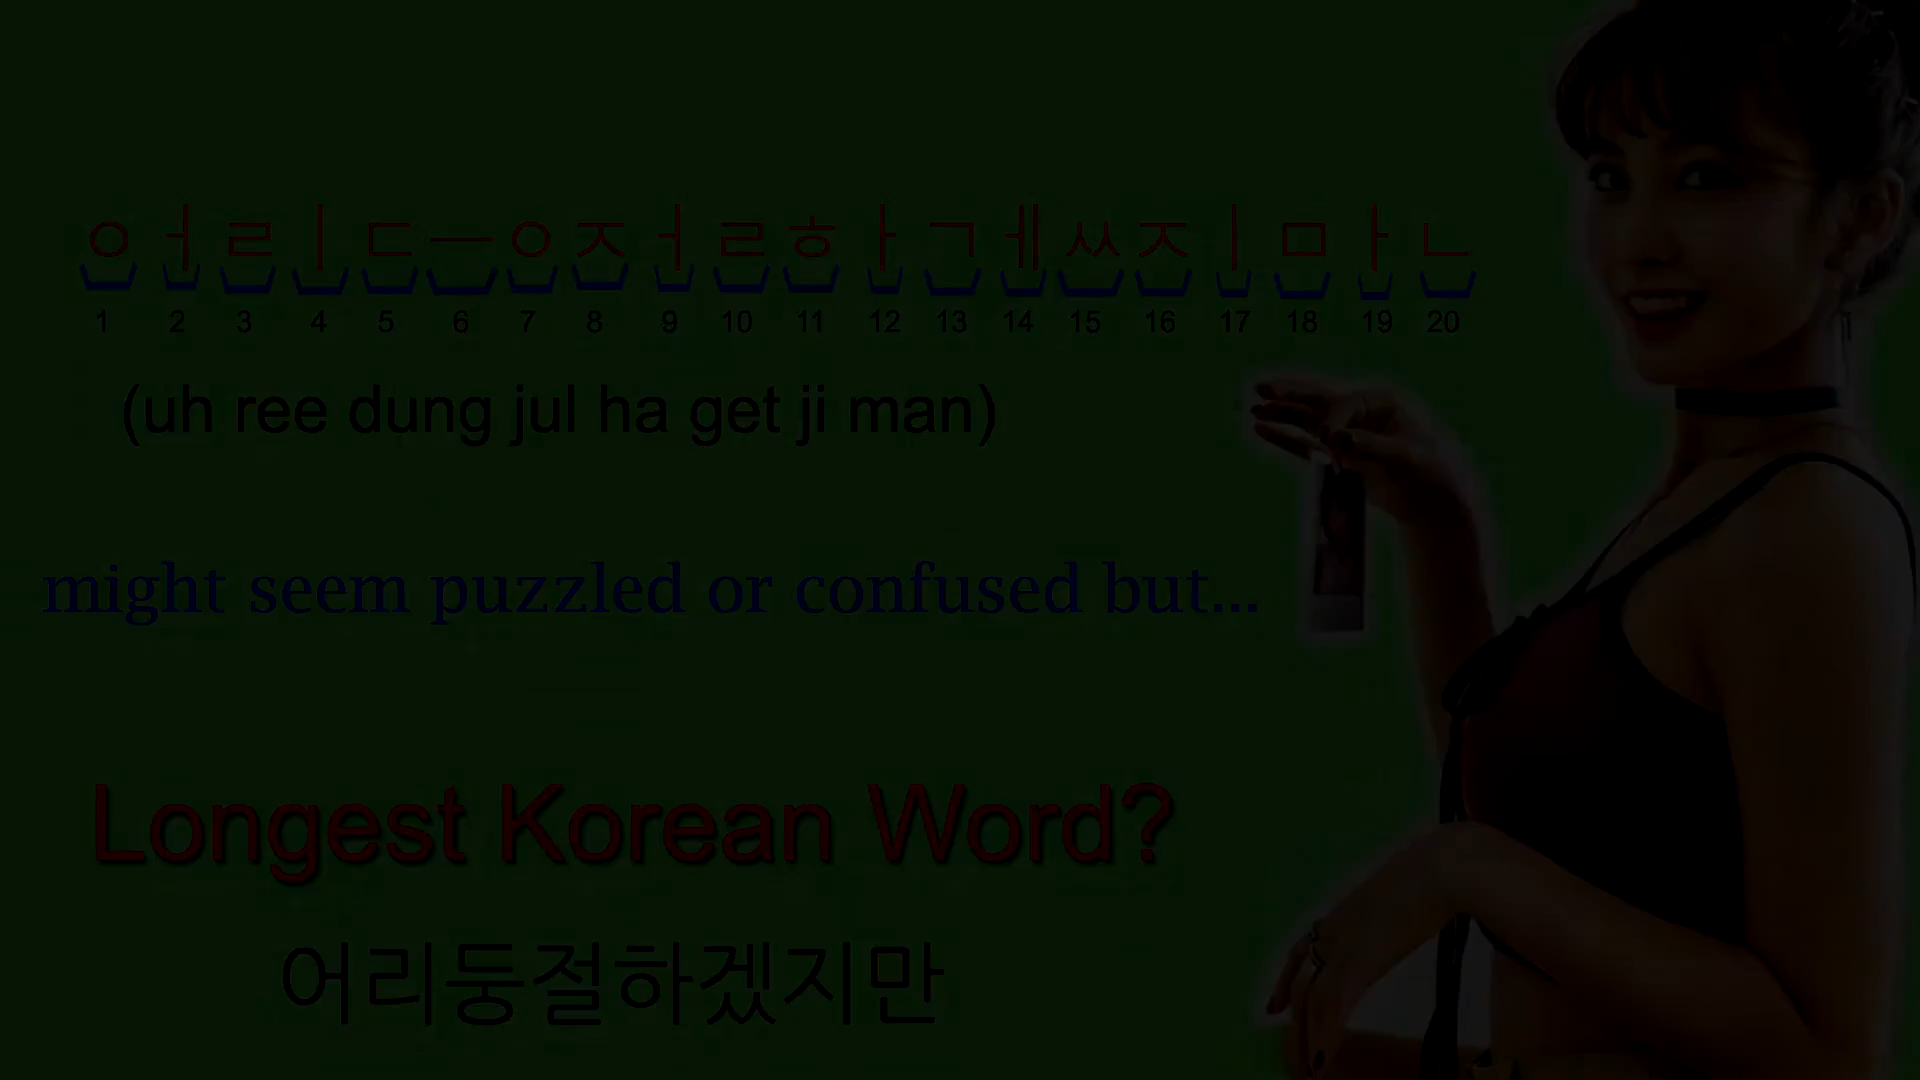 ㅇㅓㄹㅣㄷㅡㅇㅈㅓㄹㅎㅏㄱㅔㅆㅈㅣㅁㅏㄴ
1 2 3 4 5 6 7 8 9 10 11 12 13 14 15 16 17 18 19 20
(uh ree dung jul ha get ji man)
might seem puzzled or confused but...
Longest Korean Word?
어리둥절하겠지만